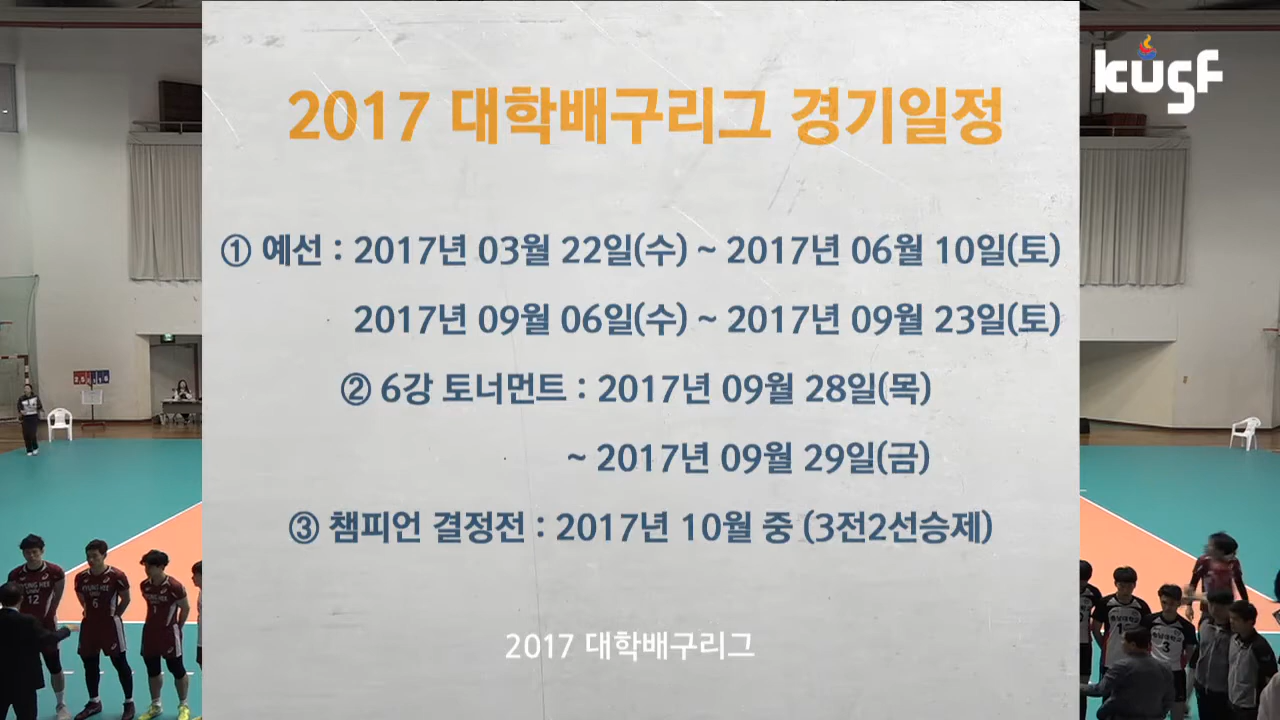 kusf
2017 대학배구리그 경기일정
① 예선 : 2017년 03월 22일(수) ~ 2017년 06월 10일(토)
2017년 09월 06일(수) ~ 2017년 09월 23일(토)
② 6강 토너먼트 : 2017년 09월 28일(목)
~ 2017년 09월 29일(금)
③ 챔피언 결정전 : 2017년 10월 중 (3전2선승제)
12
6
1
3
2017 대학배구리그